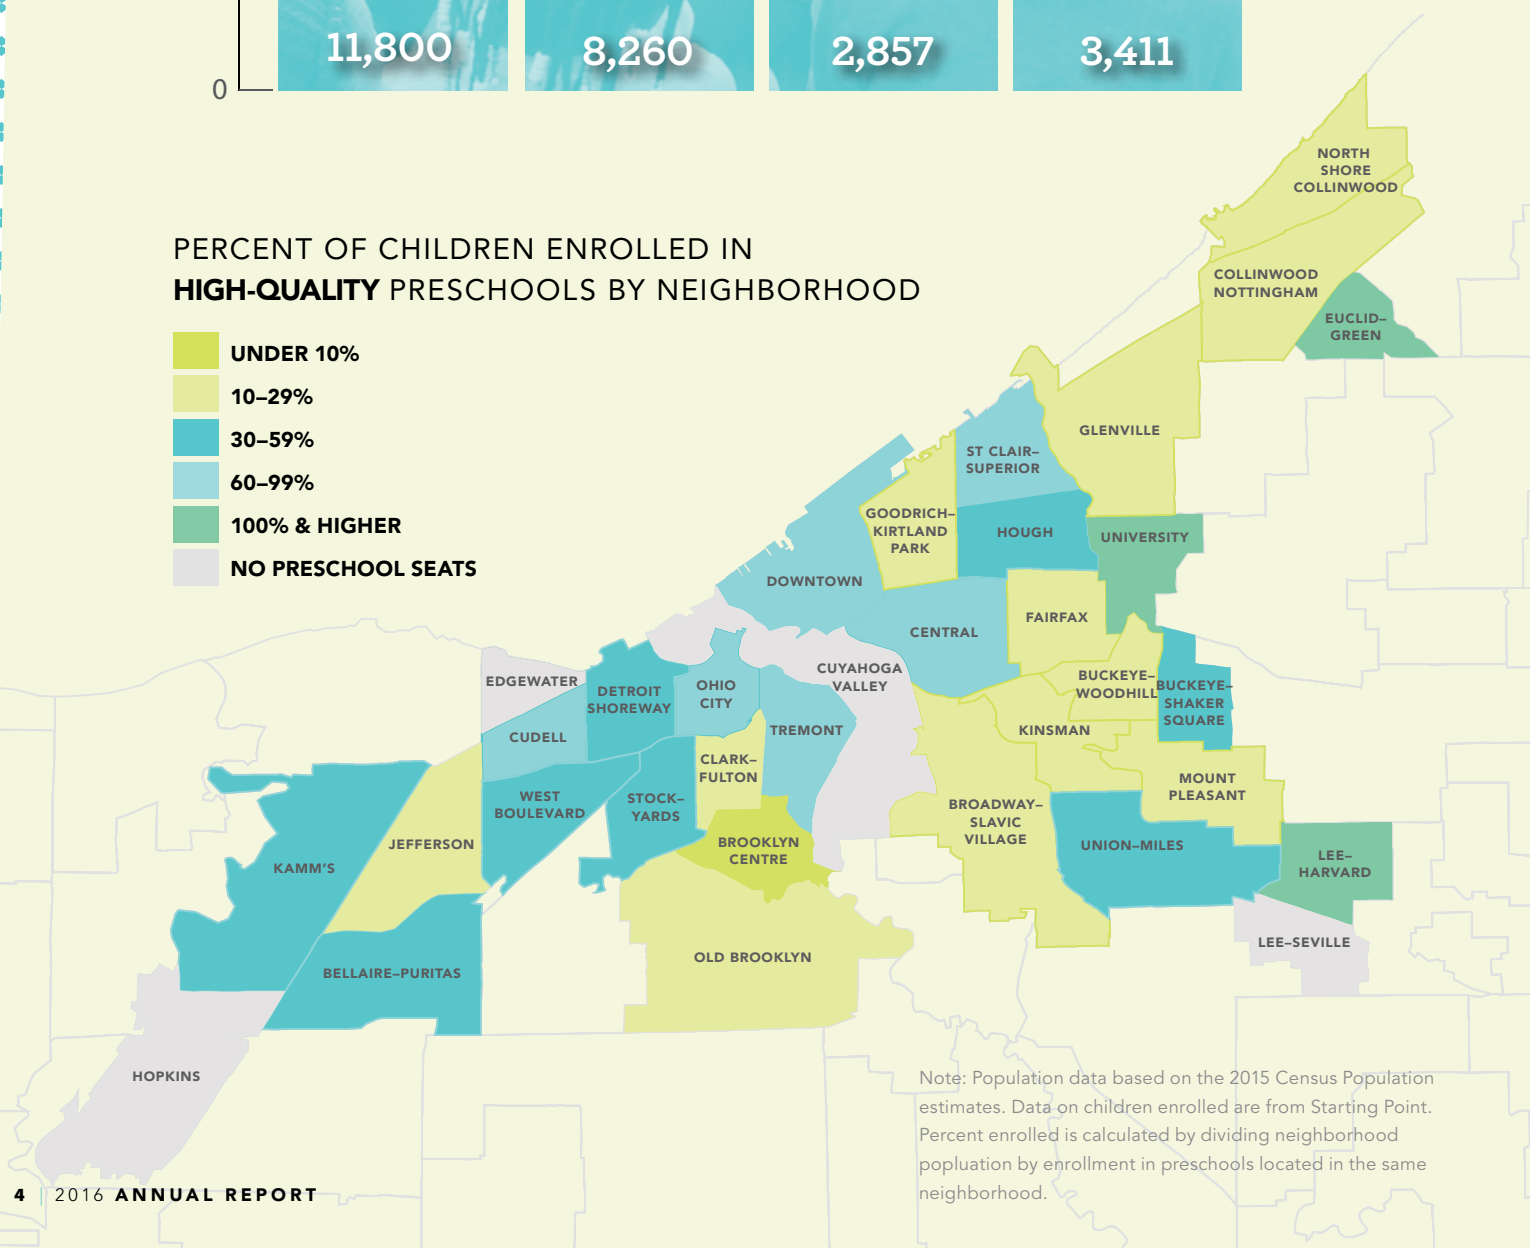 11,800
8,260
2,857
3,411
0
PERCENT OF CHILDREN ENROLLED IN
HIGH-QUALITY PRESCHOOLS BY NEIGHBORHOOD
UNDER 10%
10–29%
30–59%
60–99%
100% & HIGHER
NO PRESCHOOL SEATS
NORTH
SHORE
COLLINWOOD
COLLINWOOD
NOTTINGHAM
EUCLID–
GREEN
GLENVILLE
ST CLAIR–
SUPERIOR
GOODRICH–
KIRTLAND
PARK
HOUGH
UNIVERSITY
DOWNTOWN
CENTRAL
FAIRFAX
CUYAHOGA
VALLEY
BUCKEYE–
WOODHILL
BUCKEYE–
SHAKER
SQUARE
EDGEWATER
DETROIT
SHOREWAY
OHIO
CITY
CUDELL
TREMONT
KINSMAN
CLARK–
FULTON
MOUNT
PLEASANT
WEST
BOULEVARD
STOCK–
YARDS
BROADWAY–
SLAVIC
VILLAGE
JEFFERSON
BROOKLYN
CENTRE
UNION–MILES
KAMM'S
LEE–
HARVARD
LEE–SEVILLE
OLD BROOKLYN
BELLAIRE–PURITAS
HOPKINS
Note: Population data based on the 2015 Census Population
estimates. Data on children enrolled are from Starting Point.
Percent enrolled is calculated by dividing neighborhood
popluation by enrollment in preschools located in the same
neighborhood.
4 | 2016 ANNUAL REPORT